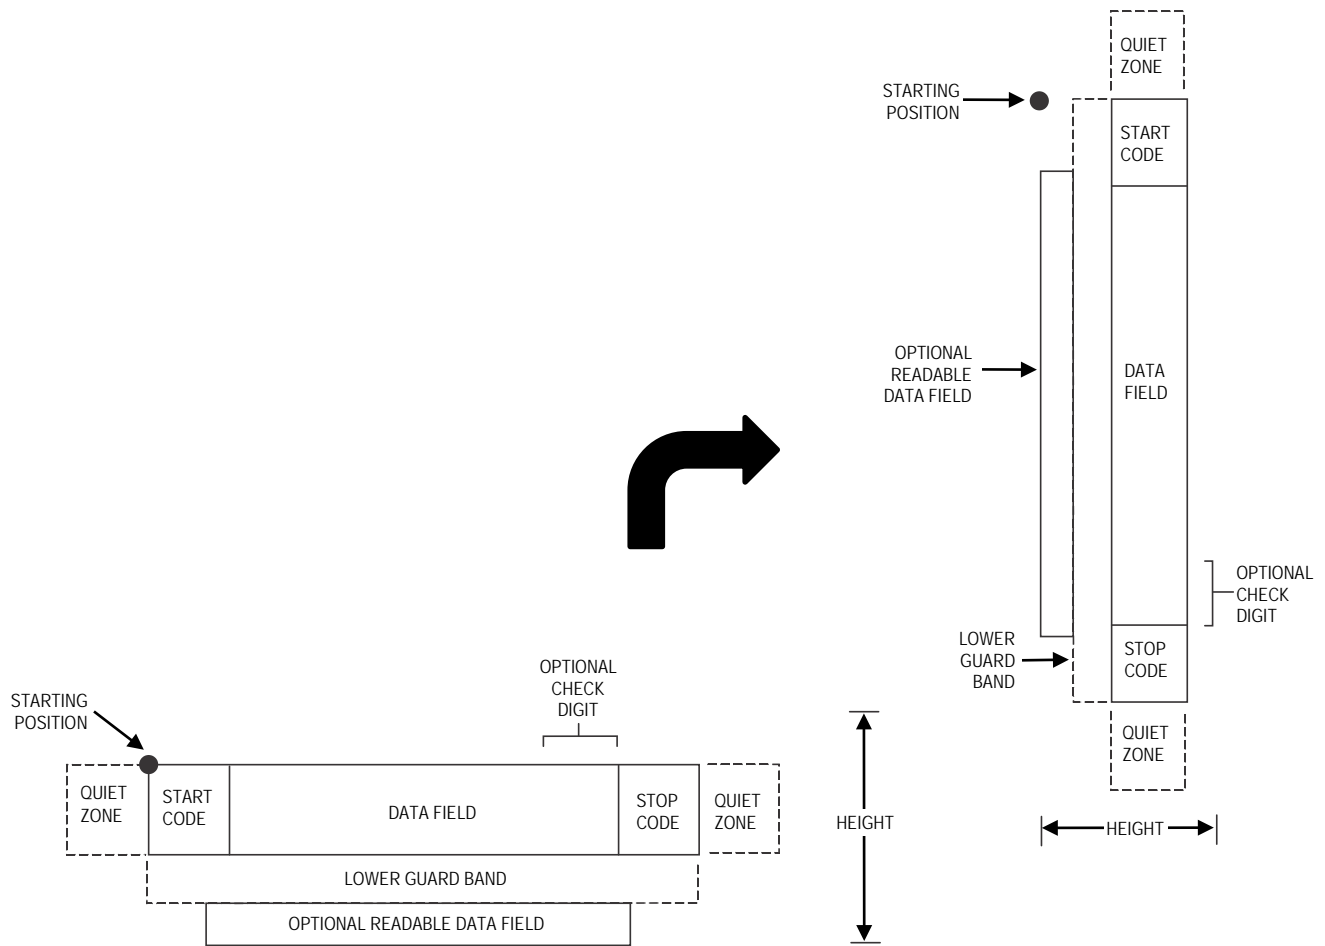 QUIET
ZONE
STARTING
POSITION
START
CODE
OPTIONAL
READABLE
DATA FIELD
DATA
FIELD
OPTIONAL
CHECK
DIGIT
LOWER
GUARD
BAND
STOP
CODE
QUIET
ZONE
HEIGHT
OPTIONAL
CHECK
DIGIT
STARTING
POSITION
QUIET
ZONE
START
CODE
DATA FIELD
STOP
CODE
QUIET
ZONE
HEIGHT
LOWER GUARD BAND
OPTIONAL READABLE DATA FIELD